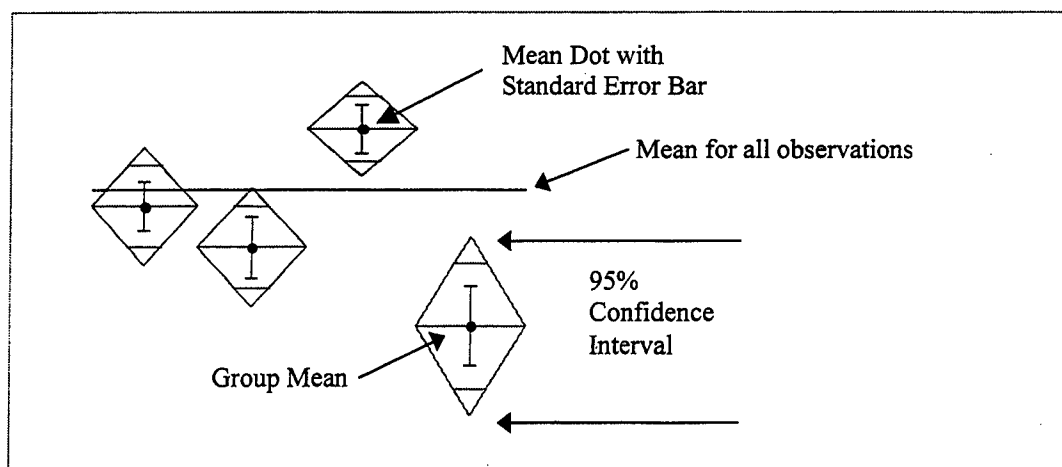 Mean Dot with
Standard Error Bar
Mean for all observations
95%
Confidence
Interval
Group Mean